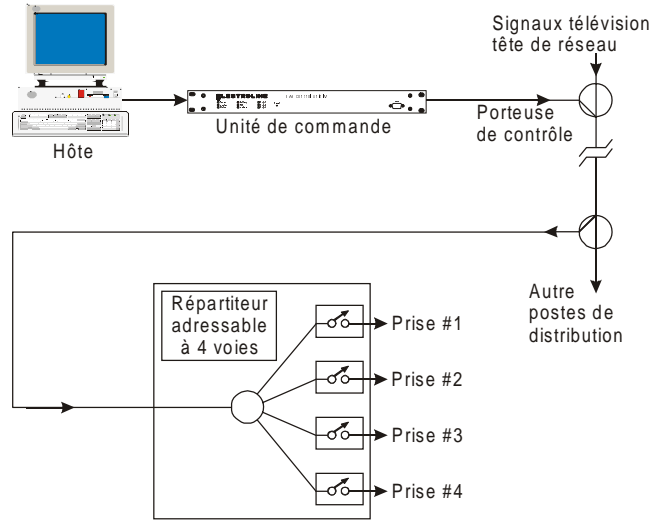 Signaux télévision
tête de réseau
ELECTROLINE
Unité de commande
Porteuse
de contrôle
Hôte
Autre
postes de
distribution
Répartiteur
adressable
à 4 voies
Prise #1
Prise #2
Prise #3
Prise #4